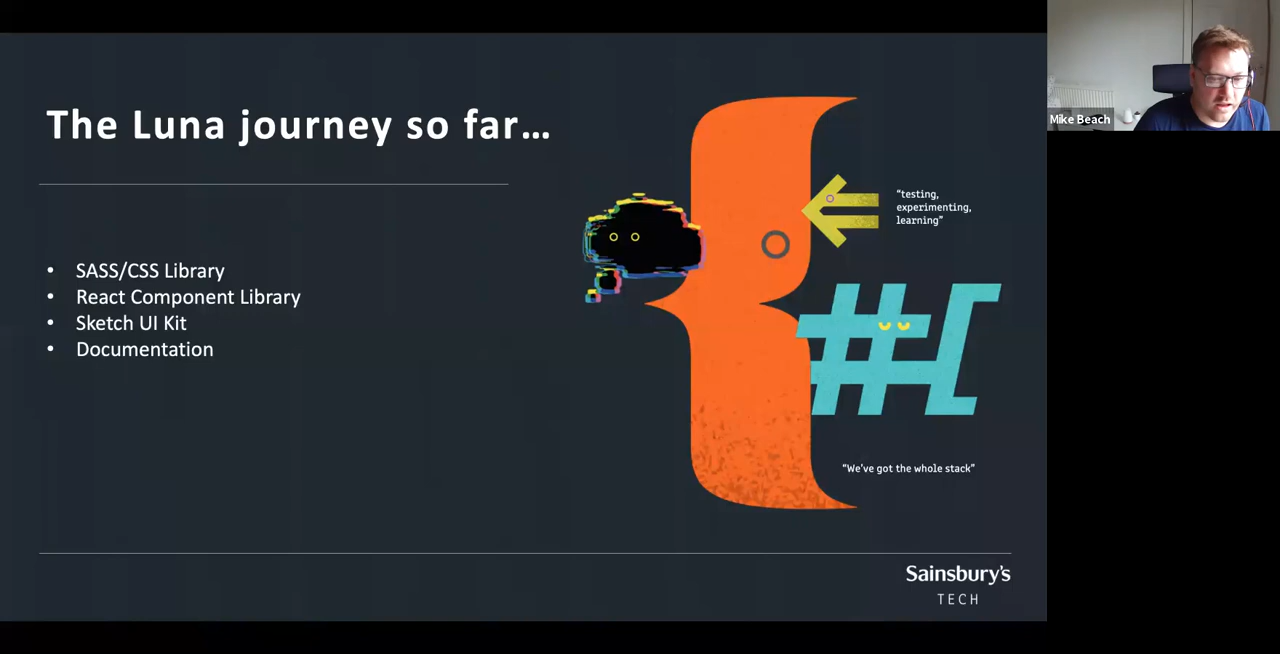 The Luna journey so far...
• SASS/CSS Library
• React Component Library
• Sketch UI Kit
• Documentation
“testing,
experimenting,
learning”
“We’ve got the whole stack”
Sainsbury’s
TECH
Mike Beach